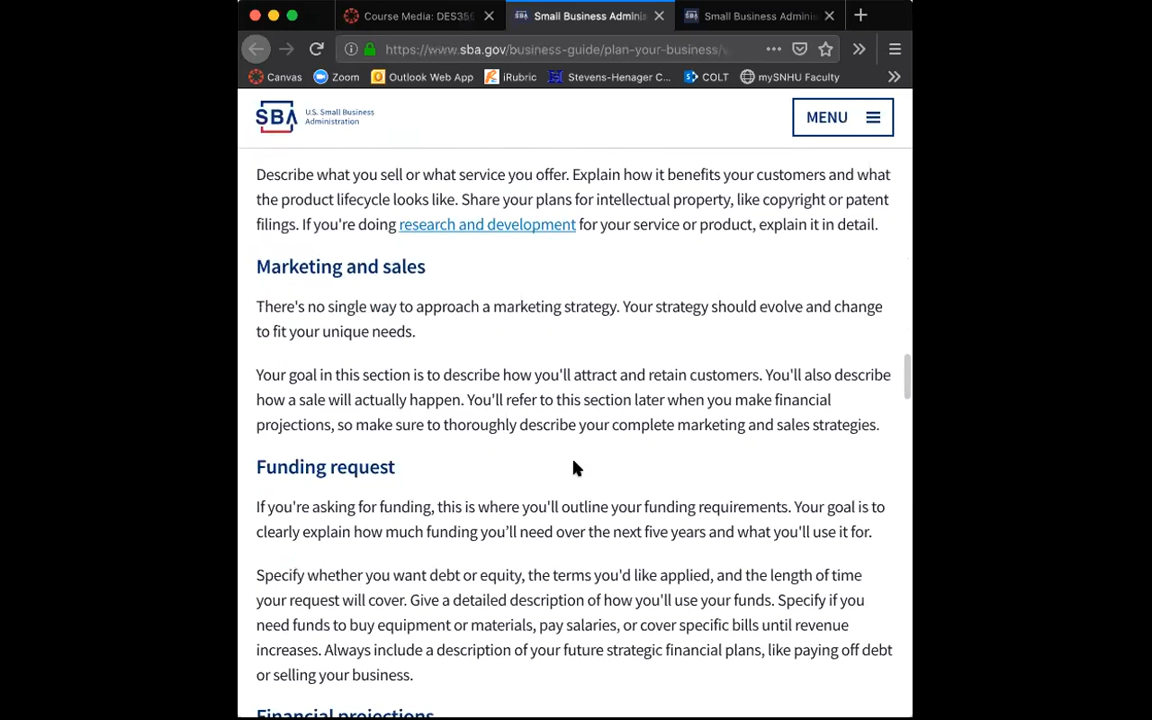 Course Media: DES35
Small Business Adminis
Small Business Adminis
https://www.sba.gov/business-guide/plan-your-business/
Canvas
Zoom
Outlook Web App
iRubric
Stevens-Henager C...
COLT
mySNHU Faculty
SBA
U.S. Small Business
Administration
MENU
Describe what you sell or what service you offer. Explain how it benefits your customers and what
the product lifecycle looks like. Share your plans for intellectual property, like copyright or patent
filings. If you're doing research and development for your service or product, explain it in detail.
Marketing and sales
There's no single way to approach a marketing strategy. Your strategy should evolve and change
to fit your unique needs.
Your goal in this section is to describe how you'll attract and retain customers. You'll also describe
how a sale will actually happen. You'll refer to this section later when you make financial
projections, so make sure to thoroughly describe your complete marketing and sales strategies.
Funding request
If you're asking for funding, this is where you'll outline your funding requirements. Your goal is to
clearly explain how much funding you’ll need over the next five years and what you'll use it for.
Specify whether you want debt or equity, the terms you'd like applied, and the length of time
your request will cover. Give a detailed description of how you'll use your funds. Specify if you
need funds to buy equipment or materials, pay salaries, or cover specific bills until revenue
increases. Always include a description of your future strategic financial plans, like paying off debt
or selling your business.
Financial projections